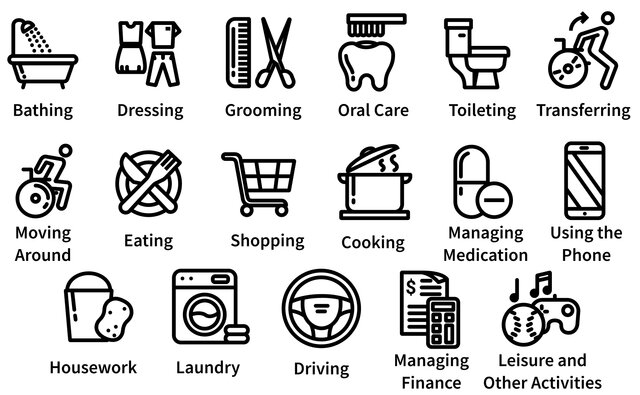 Bathing
Dressing
Grooming
Oral Care
Toileting
Transferring
Moving
Around
Eating
Shopping
Cooking
Managing
Medication
Using the
Phone
Housework
Laundry
Driving
$
Managing
Finance
Leisure and
Other Activities